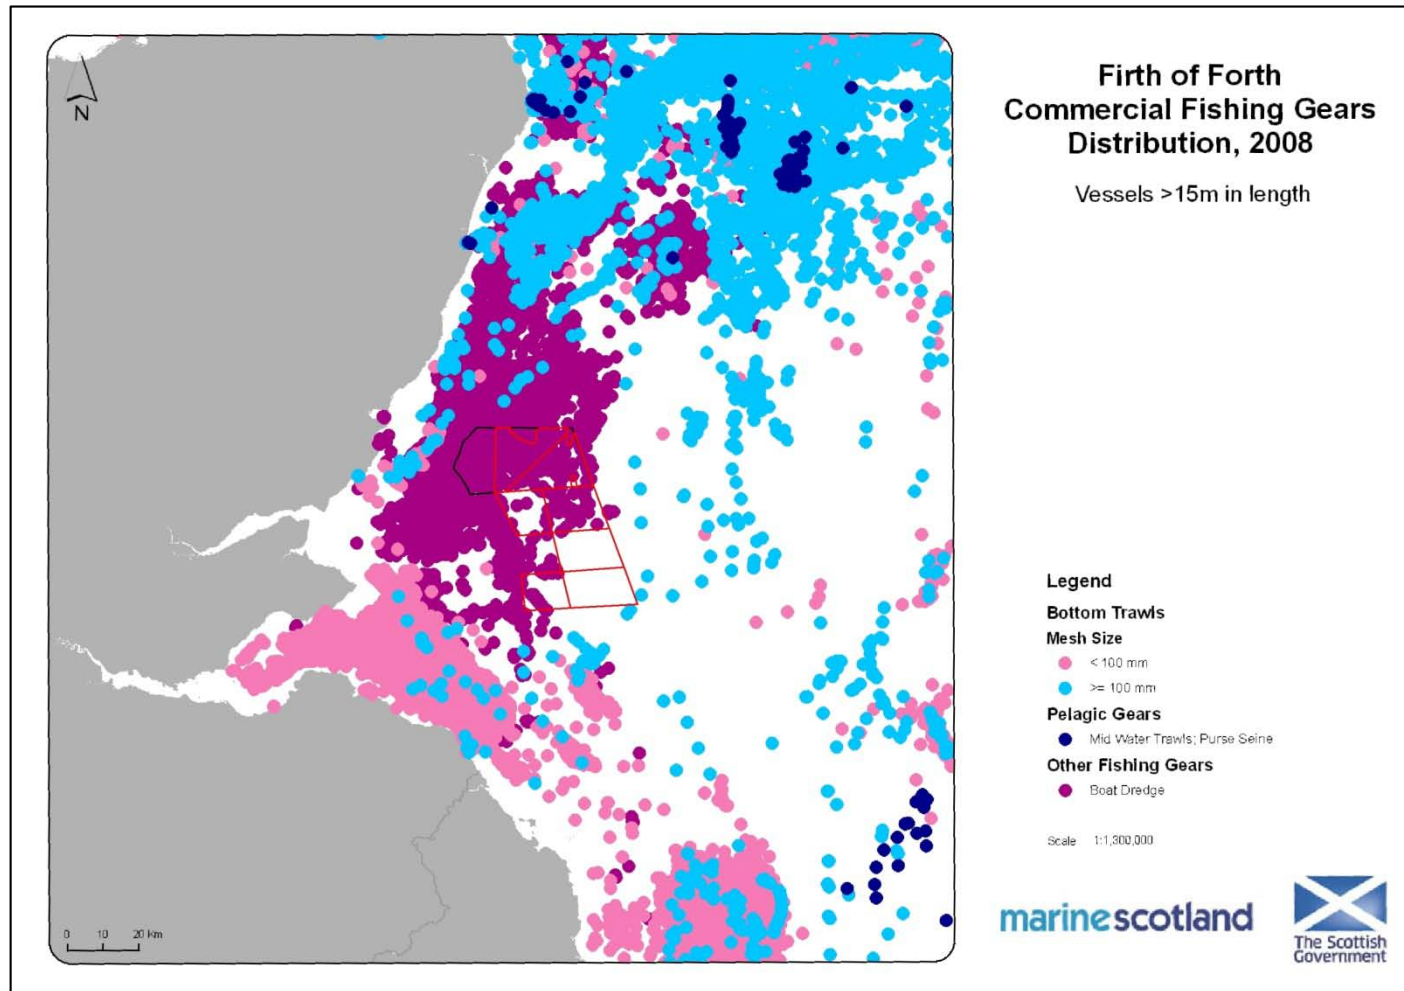 N
Firth of Forth
Commercial Fishing Gears
Distribution, 2008
Vessels >15m in length
Legend
Bottom Trawls
Mesh Size
< 100 mm
>= 100 mm
Pelagic Gears
Mid Water Trawls; Purse Seine
Other Fishing Gears
Boat Dredge
Scale 1:1,300,000
0 10 20 Km
marinescotland
The Scottish
Government